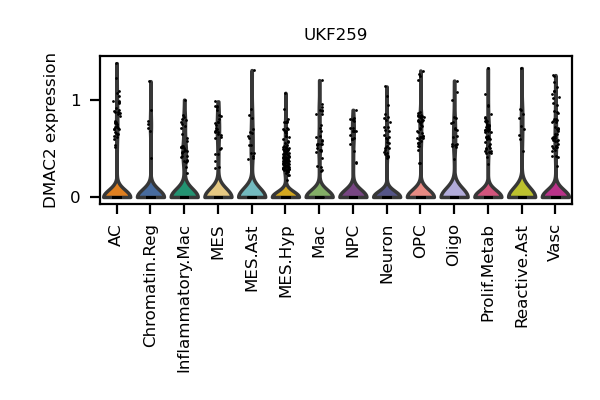 UKF259
DMAC2 expression
1
0
AC
Chromatin.Reg
Inflammatory.Mac
MES
MES.Ast
MES.Hyp
Mac
NPC
Neuron
OPC
Oligo
Prolif.Metab
Reactive.Ast
Vasc